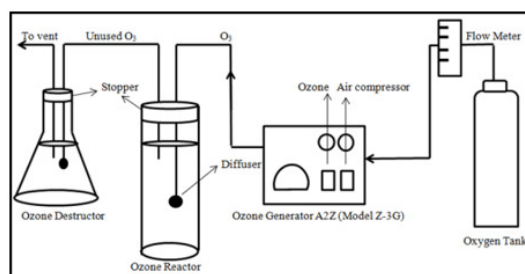 To vent
Unused O3
O3
Flow Meter
Stopper
Ozone
Air compressor
Diffuser
Ozone Destructor
Ozone Generator A2Z (Model Z-3G)
Ozone Reactor
Oxygen Tank